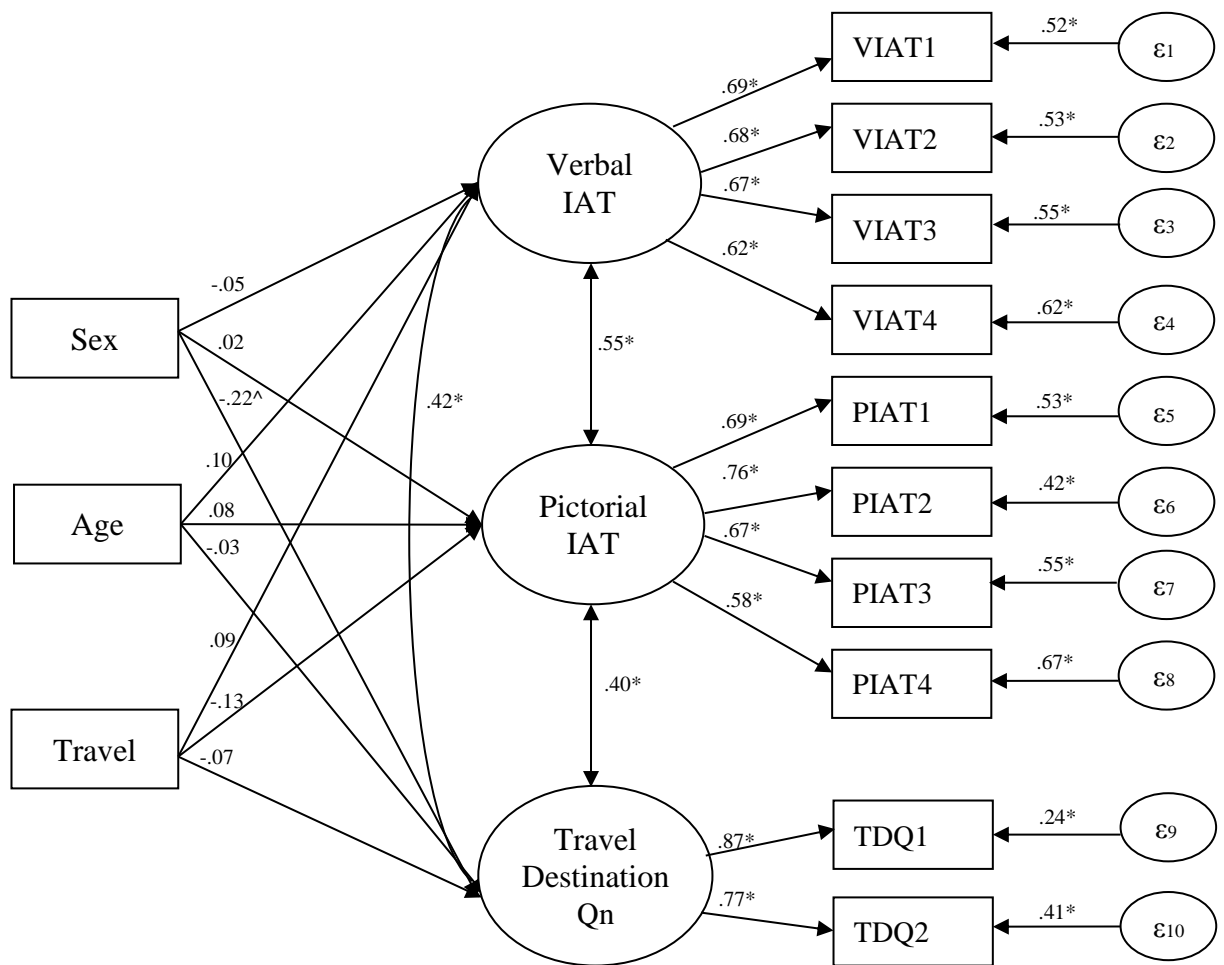 VIAT1
.52*
ε1
.69*
VIAT2
.53*
ε2
.68*
Verbal
IAT
.67*
VIAT3
.55*
ε3
.62*
VIAT4
.62*
ε4
-.05
Sex
.02
-.22^
.55*
.42*
PIAT1
.53*
ε5
.69*
.10
.76*
PIAT2
.42*
ε6
Age
.08
-.03
Pictorial
IAT
.67*
PIAT3
.55*
ε7
.58*
.09
PIAT4
.67*
ε8
-.13
.40*
Travel
-.07
Travel
Destination
Qn
.87*
TDQ1
.24*
ε9
.77*
TDQ2
.41*
ε10